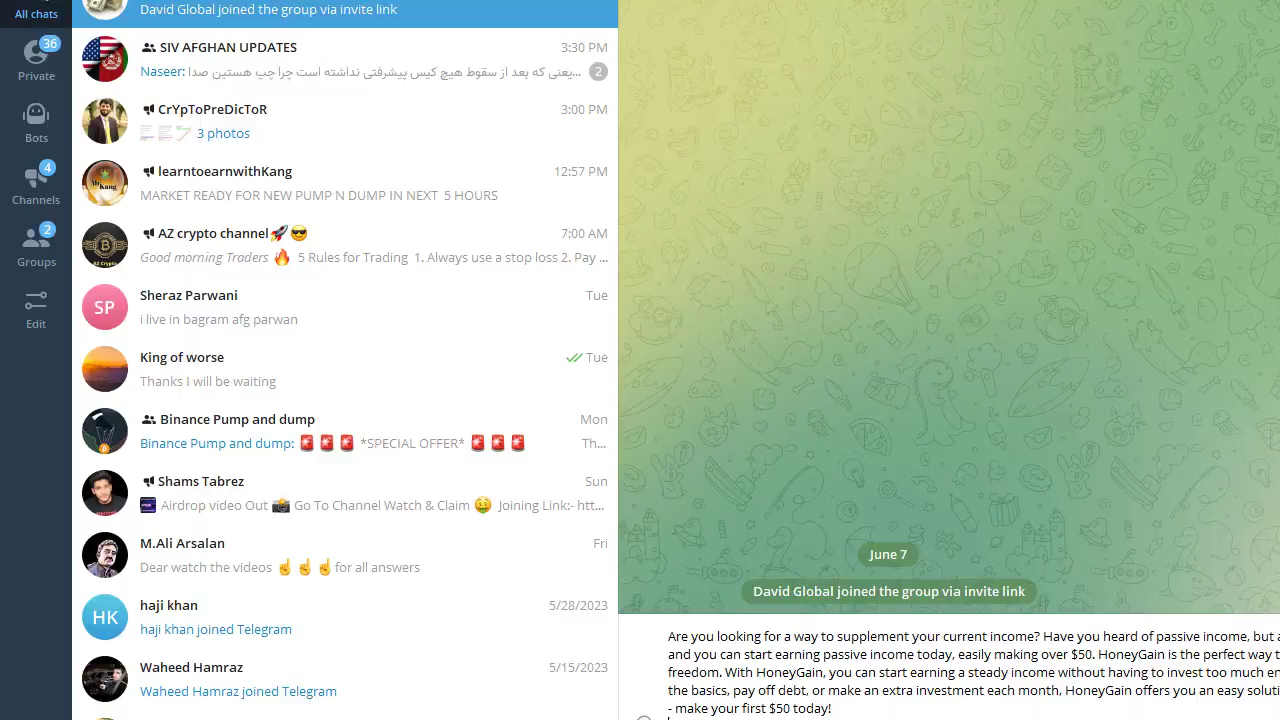 All chats
David Global joined the group via invite link
36
Private
Bots
4
Channels
2
Groups
Edit
SIV AFGHAN UPDATES 3:30 PM
Naseer: یعنی که بعد از سقوط هیچ کیس پیشرفتی نداشته است چرا چپ هستین صدا... 2
CrYpToPreDicToR 3:00 PM
3 photos
learntoearnwithKang 12:57 PM
MARKET READY FOR NEW PUMP N DUMP IN NEXT 5 HOURS
AZ crypto channel🚀😎 7:00 AM
Good morning Traders 🔥 5 Rules for Trading 1. Always use a stop loss 2. Pay ...
SP
Sheraz Parwani Tue
i live in bagram afg parwan
King of worse Tue
Thanks I will be waiting
Binance Pump and dump Mon
Binance Pump and dump: 🚨🚨🚨 *SPECIAL OFFER* 🚨🚨🚨 Th...
Shams Tabrez Sun
Airdrop video Out 📸 Go To Channel Watch & Claim 🤑 Joining Link:- htt...
M.Ali Arsalan Fri
Dear watch the videos ☝☝☝for all answers
HK
haji khan 5/28/2023
haji khan joined Telegram
Waheed Hamraz 5/15/2023
Waheed Hamraz joined Telegram
June 7
David Global joined the group via invite link
Are you looking for a way to supplement your current income? Have you heard of passive income, but a
and you can start earning passive income today, easily making over $50. HoneyGain is the perfect way t
freedom. With HoneyGain, you can start earning a steady income without having to invest too much en
the basics, pay off debt, or make an extra investment each month, HoneyGain offers you an easy soluti
- make your first $50 today!